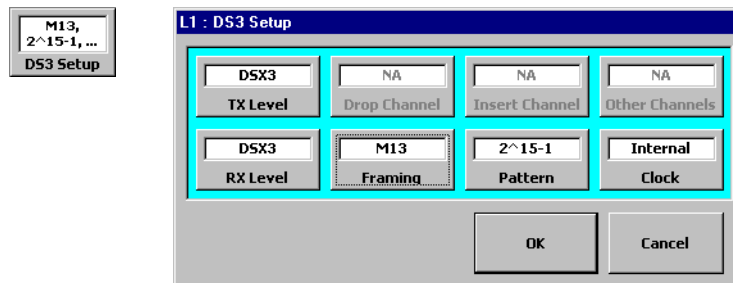 M13,
2^15-1, ...
DS3 Setup
L1 : DS3 Setup
DSX3 NA NA NA
TX Level Drop Channel Insert Channel Other Channels
DSX3 M13 2^15-1 Internal
RX Level Framing Pattern Clock
OK Cancel